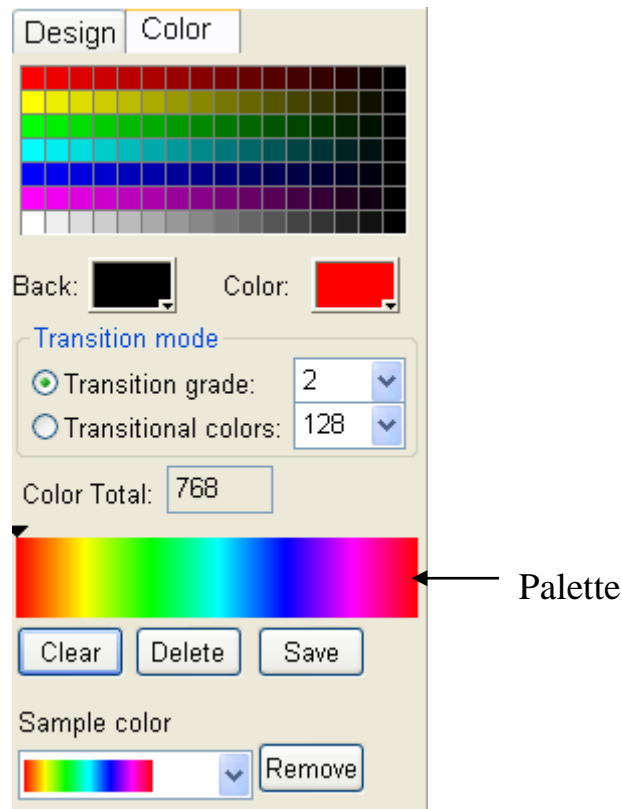 Design Color
Back: Color:
Transition mode
Transition grade: 2
Transitional colors: 128
Color Total: 768
Palette
Clear Delete Save
Sample color
Remove